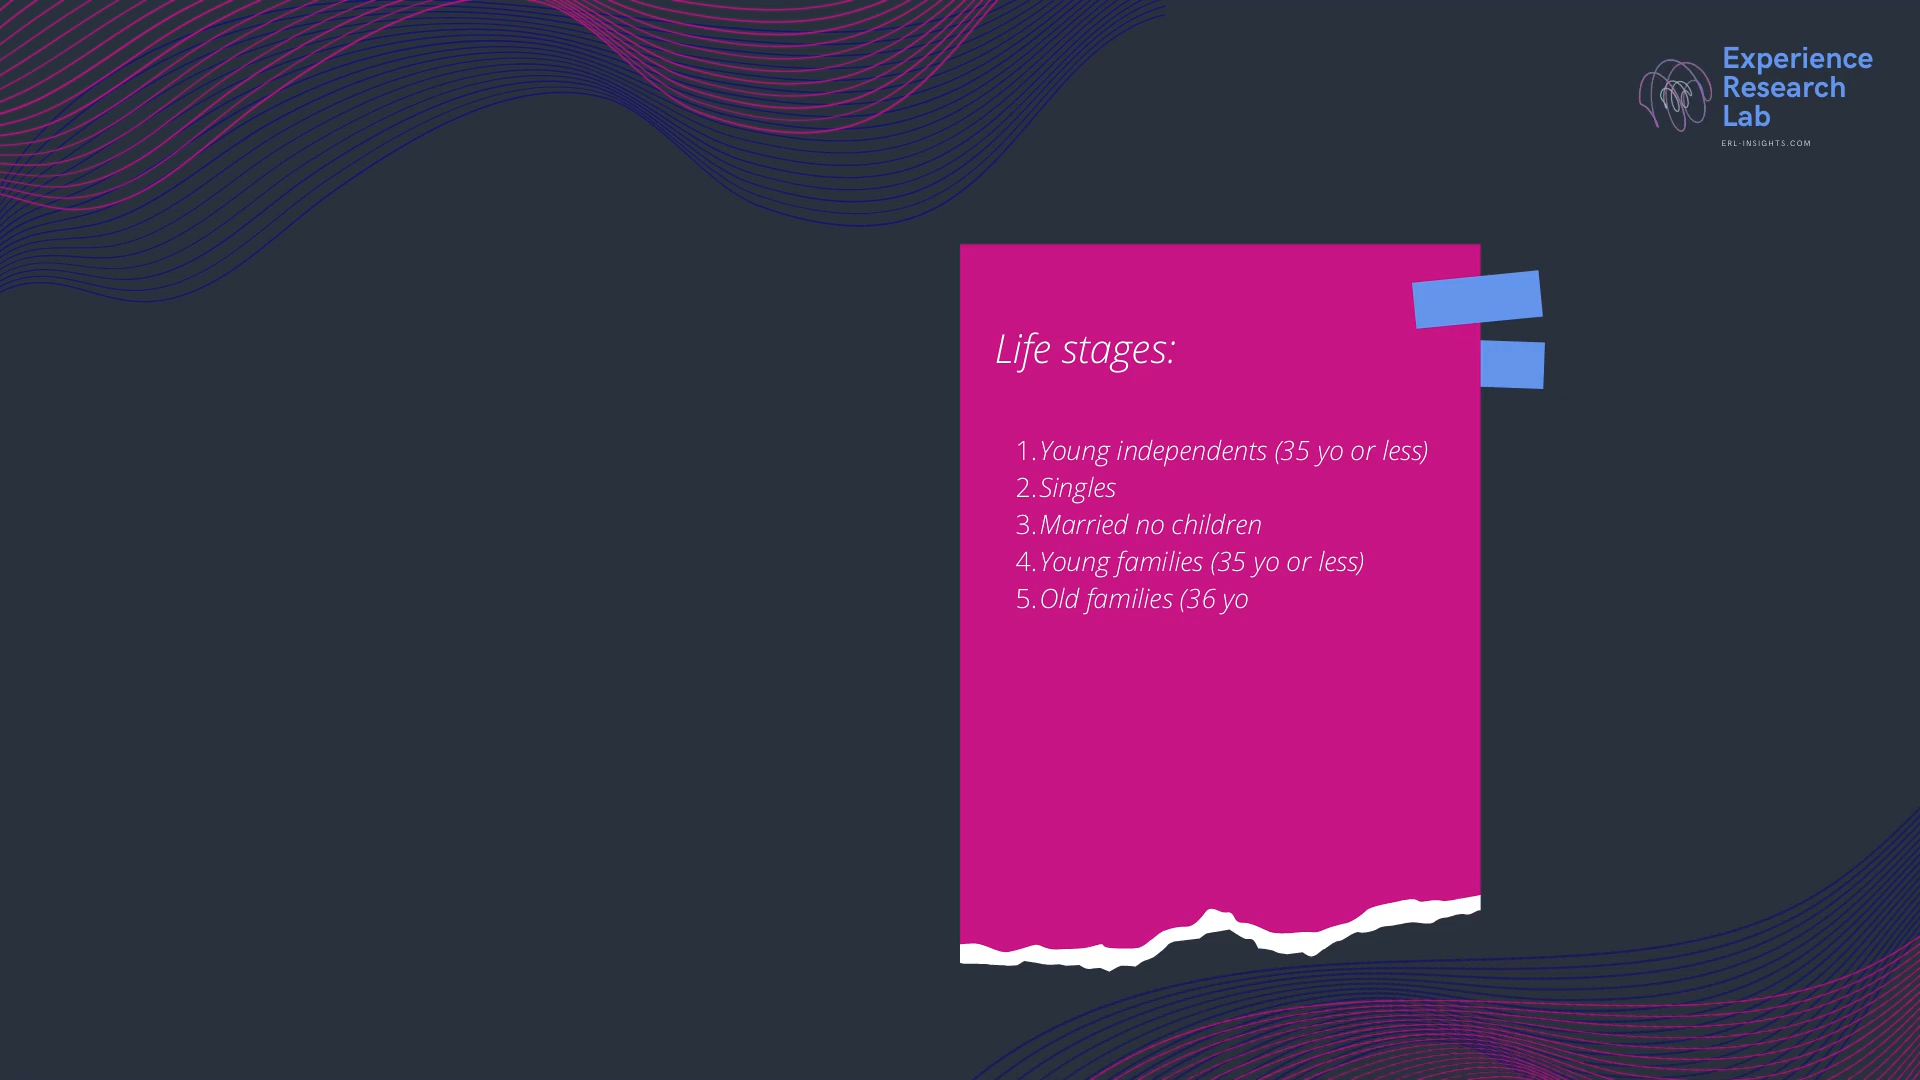 Experience
Research
Lab
ERL-INSIGHTS.COM
Life stages:
1. Young independents (35 yo or less)
2. Singles
3. Married no children
4. Young families (35 yo or less)
5. Old families (36 yo